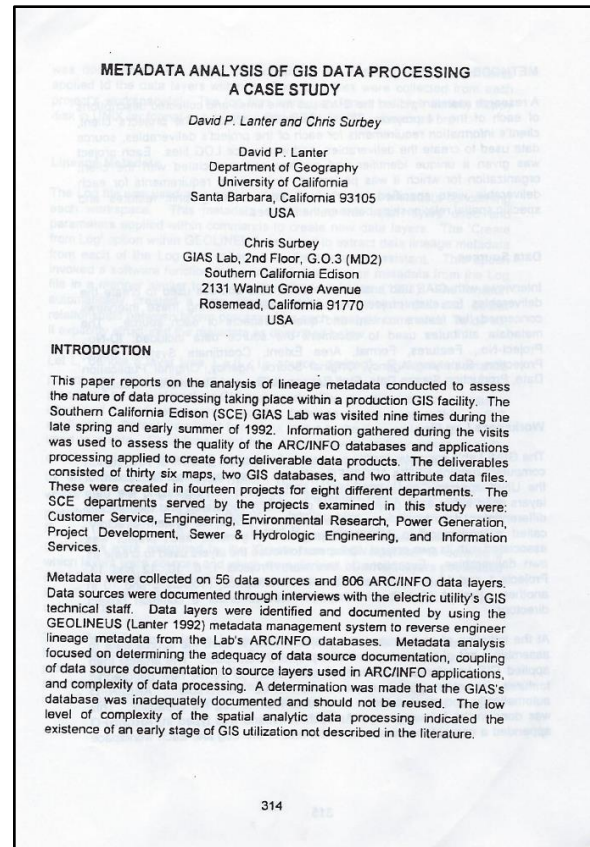 METADATA ANALYSIS OF GIS DATA PROCESSING
A CASE STUDY
David P. Lanter and Chris Surbey
David P. Lanter
Department of Geography
University of California
Santa Barbara, California 93105
USA
Chris Surbey
GIAS Lab, 2nd Floor, G.O.3 (MD2)
Southern California Edison
2131 Walnut Grove Avenue
Rosemead, California 91770
USA
INTRODUCTION
This paper reports on the analysis of lineage metadata conducted to assess
the nature of data processing taking place within a production GIS facility. The
Southern California Edison (SCE) GIAS Lab was visited nine times during the
late spring and early summer of 1992. Information gathered during the visits
was used to assess the quality of the ARC/INFO databases and applications
processing applied to create forty deliverable data products. The deliverables
consisted of thirty six maps, two GIS databases, and two attribute data files.
These were created in fourteen projects for eight different departments. The
SCE departments served by the projects examined in this study were:
Customer Service, Engineering, Environmental Research, Power Generation,
Project Development, Sewer & Hydrologic Engineering, and Information
Services.
Metadata were collected on 56 data sources and 806 ARC/INFO data layers.
Data sources were documented through interviews with the electric utility's GIS
technical staff. Data layers were identified and documented by using the
GEOLINEUS (Lanter 1992) metadata management system to reverse engineer
lineage metadata from the Lab's ARC/INFO databases. Metadata analysis
focused on determining the adequacy of data source documentation, coupling
of data source documentation to source layers used in ARC/INFO applications,
and complexity of data processing. A determination was made that the GIAS's
database was inadequately documented and should not be reused. The low
level of complexity of the spatial analytic data processing indicated the
existence of an early stage of GIS utilization not described in the literature.
314